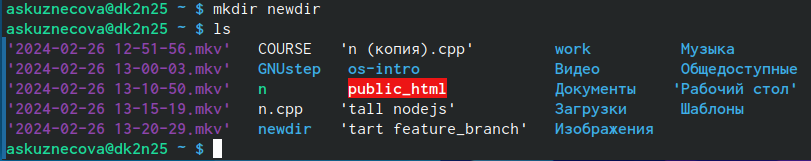 askuznecova@dk2n25 ~ $ mkdir newdir
askuznecova@dk2n25 ~ $ ls
'2024-02-26 12-51-56.mkv' COURSE 'n (копия).cpp' work Музыка
'2024-02-26 13-00-03.mkv' GNUstep os-intro Видео Общедоступные
'2024-02-26 13-10-50.mkv' n public_html Документы 'Рабочий стол'
'2024-02-26 13-15-19.mkv' n.cpp 'tall nodejs' Загрузки Шаблоны
'2024-02-26 13-20-29.mkv' newdir 'tart feature_branch' Изображения
askuznecova@dk2n25 ~ $